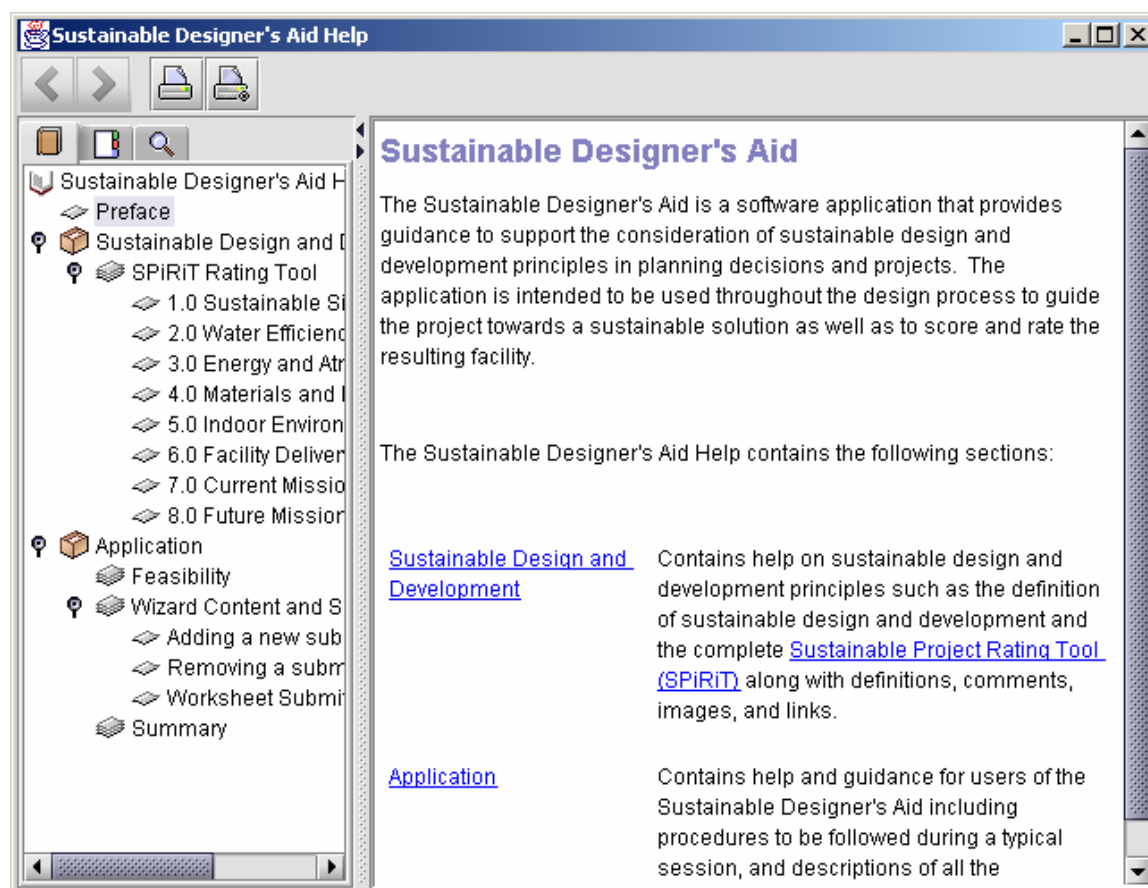 Sustainable Designer's Aid Help
Sustainable Designer's Aid H
Preface
Sustainable Design and D
SPiRiT Rating Tool
1.0 Sustainable Si
2.0 Water Efficienc
3.0 Energy and Atr
4.0 Materials and
5.0 Indoor Environ
6.0 Facility Deliver
7.0 Current Missio
8.0 Future Mission
Application
Feasibility
Wizard Content and S
Adding a new sub
Removing a subm
Worksheet Submit
Summary
Sustainable Designer's Aid
The Sustainable Designer's Aid is a software application that provides
guidance to support the consideration of sustainable design and
development principles in planning decisions and projects. The
application is intended to be used throughout the design process to guide
the project towards a sustainable solution as well as to score and rate the
resulting facility.
The Sustainable Designer's Aid Help contains the following sections:
Sustainable Design and
Development
Contains help on sustainable design and
development principles such as the definition
of sustainable design and development and
the complete Sustainable Project Rating Tool
(SPiRiT) along with definitions, comments,
images, and links.
Application
Contains help and guidance for users of the
Sustainable Designer's Aid including
procedures to be followed during a typical
session, and descriptions of all the